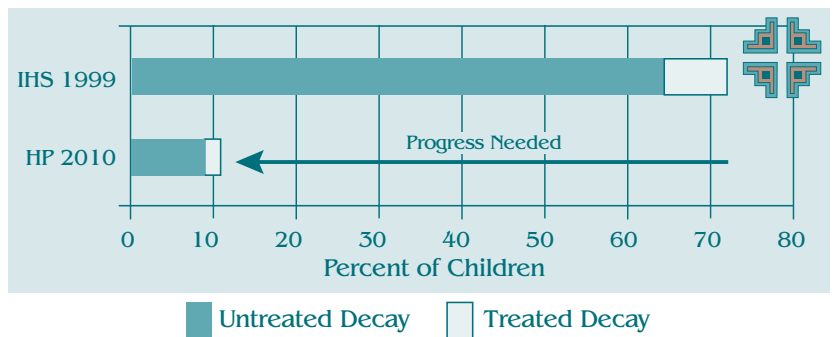 IHS 1999
HP 2010
Progress Needed
0 10 20 30 40 50 60 70 80
Percent of Children
Untreated Decay Treated Decay